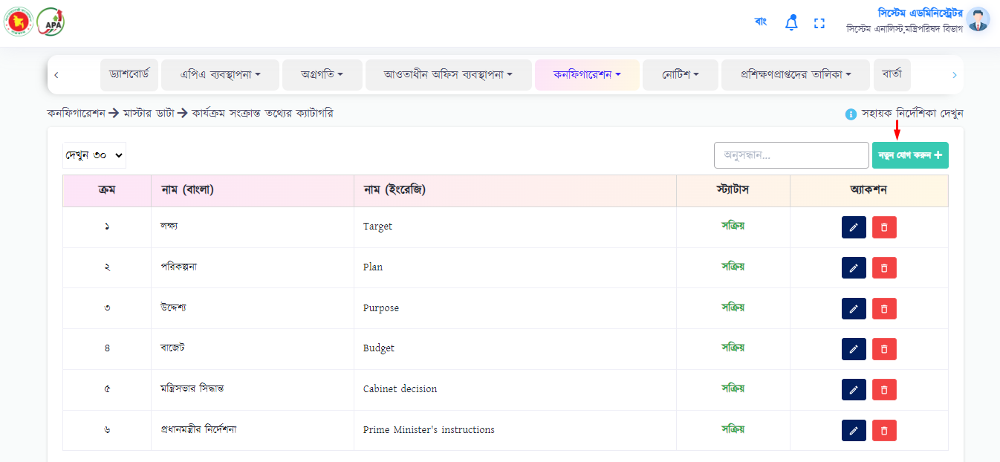 APA
বাং
সিস্টেম এডমিনিস্ট্রেটর
সিস্টেম এনালিস্ট,মন্ত্রিপরিষদ বিভাগ
ড্যাশবোর্ড এপিএ ব্যবস্থাপনা অগ্রগতি আওতাধীন অফিস ব্যবস্থাপনা কনফিগারেশন নোটিশ প্রশিক্ষণপ্রাপ্তদের তালিকা বার্তা
কনফিগারেশন → মাস্টার ডাটা → কার্যক্রম সংক্রান্ত তথ্যের ক্যাটাগরি
সহায়ক নির্দেশিকা দেখুন
দেখুন ৩০
অনুসন্ধান...
নতুন যোগ করুন +
ক্রম নাম (বাংলা) নাম (ইংরেজি) স্ট্যাটাস অ্যাকশন
১ লক্ষ্য Target সক্রিয়
২ পরিকল্পনা Plan সক্রিয়
৩ উদ্দেশ্য Purpose সক্রিয়
৪ বাজেট Budget সক্রিয়
৫ মন্ত্রিসভার সিদ্ধান্ত Cabinet decision সক্রিয়
৬ প্রধানমন্ত্রীর নির্দেশনা Prime Minister's instructions সক্রিয়